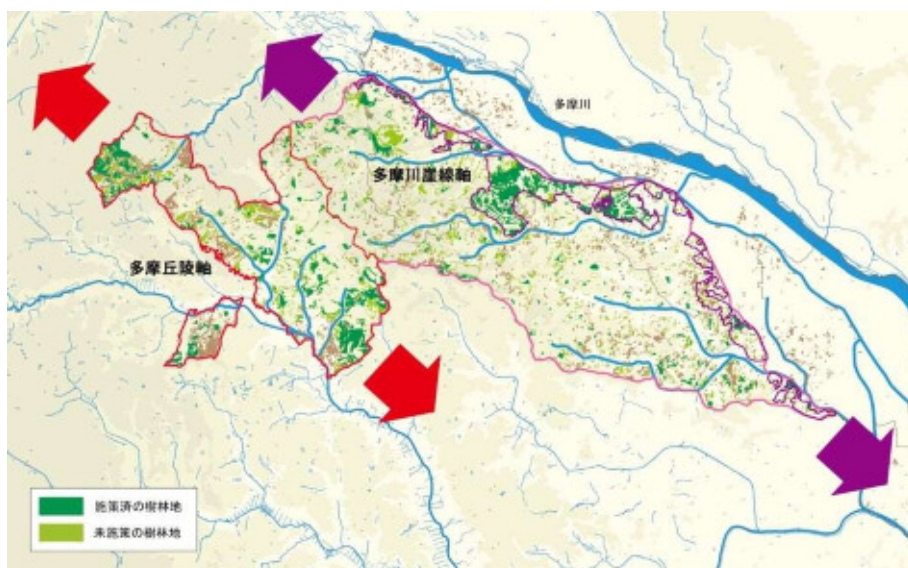 多摩川
多摩川崖線軸
多摩丘陵軸
施策済の樹林地
未施策の樹林地